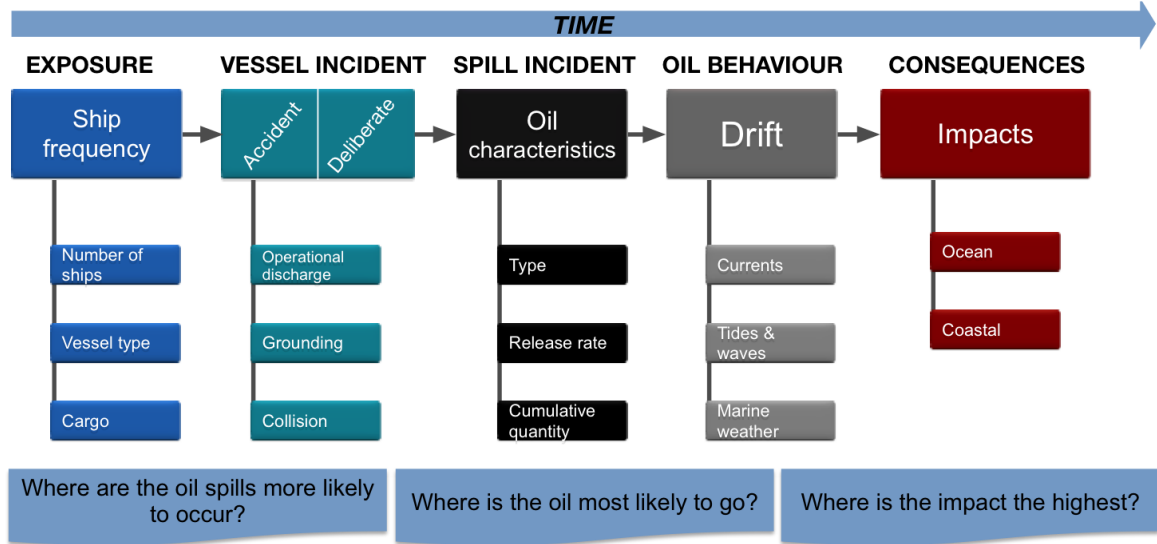 TIME
EXPOSURE
VESSEL INCIDENT
SPILL INCIDENT
OIL BEHAVIOUR
CONSEQUENCES
Ship
frequency
Accident
Deliberate
Oil
characteristics
Drift
Impacts
Number of
ships
Vessel type
Cargo
Operational
discharge
Grounding
Collision
Type
Release rate
Cumulative
quantity
Currents
Tides &
waves
Marine
weather
Ocean
Coastal
Where are the oil spills more likely
to occur?
Where is the oil most likely to go?
Where is the impact the highest?